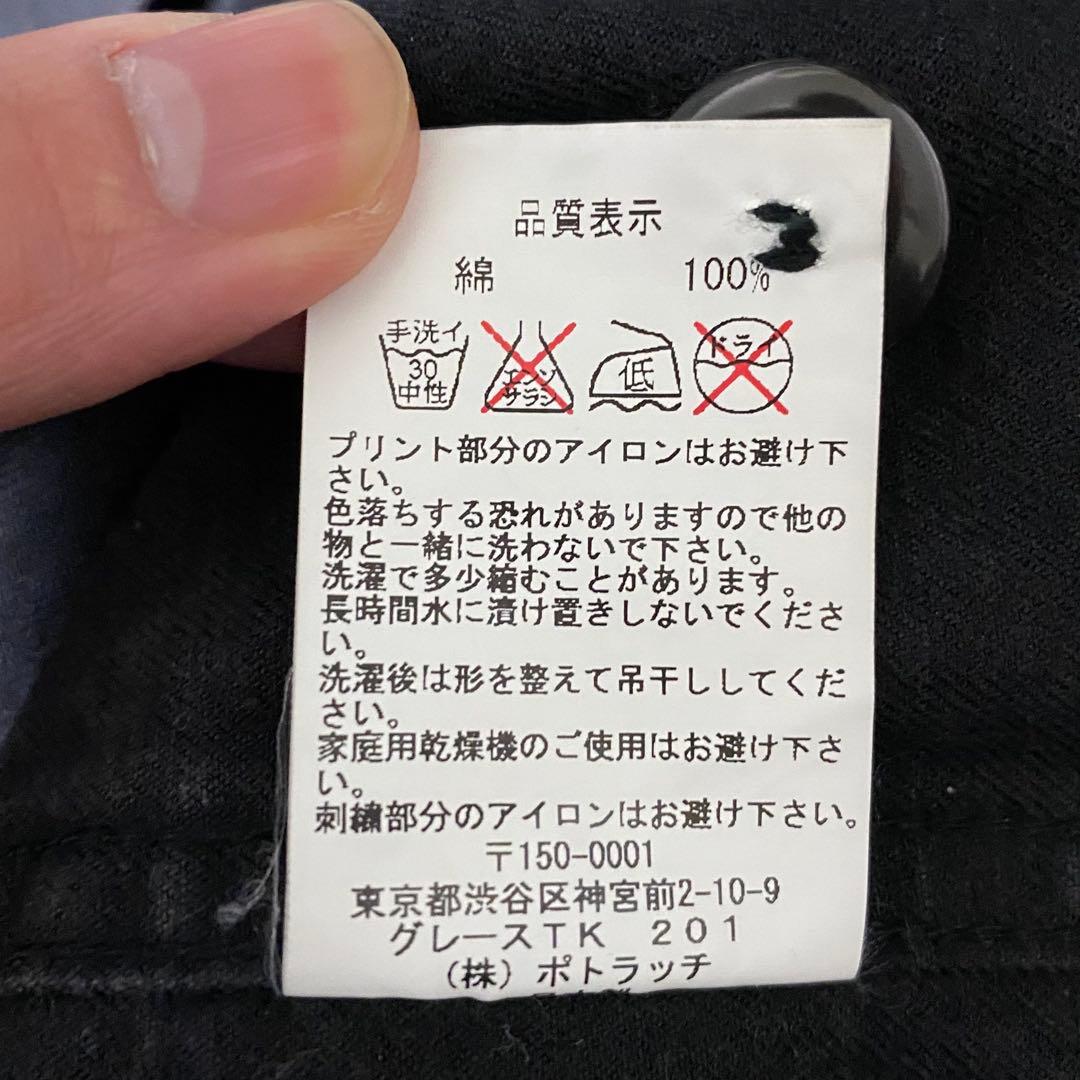 品質表示
綿 100%
手洗イ
30
中性
エンソ
サラシ
低
ドライ
プリント部分のアイロンはお避け下
さい。
色落ちする恐れがありますので他の
物と一緒に洗わないで下さい。
洗濯で多少縮むことがあります。
長時間水に漬け置きしないでくださ
い。
洗濯後は形を整えて吊干ししてくだ
さい。
家庭用乾燥機のご使用はお避け下さ
い。
刺繍部分のアイロンはお避け下さい。
〒150-0001
東京都渋谷区神宮前2-10-9
グレースTK 201
(株) ポトラッチ